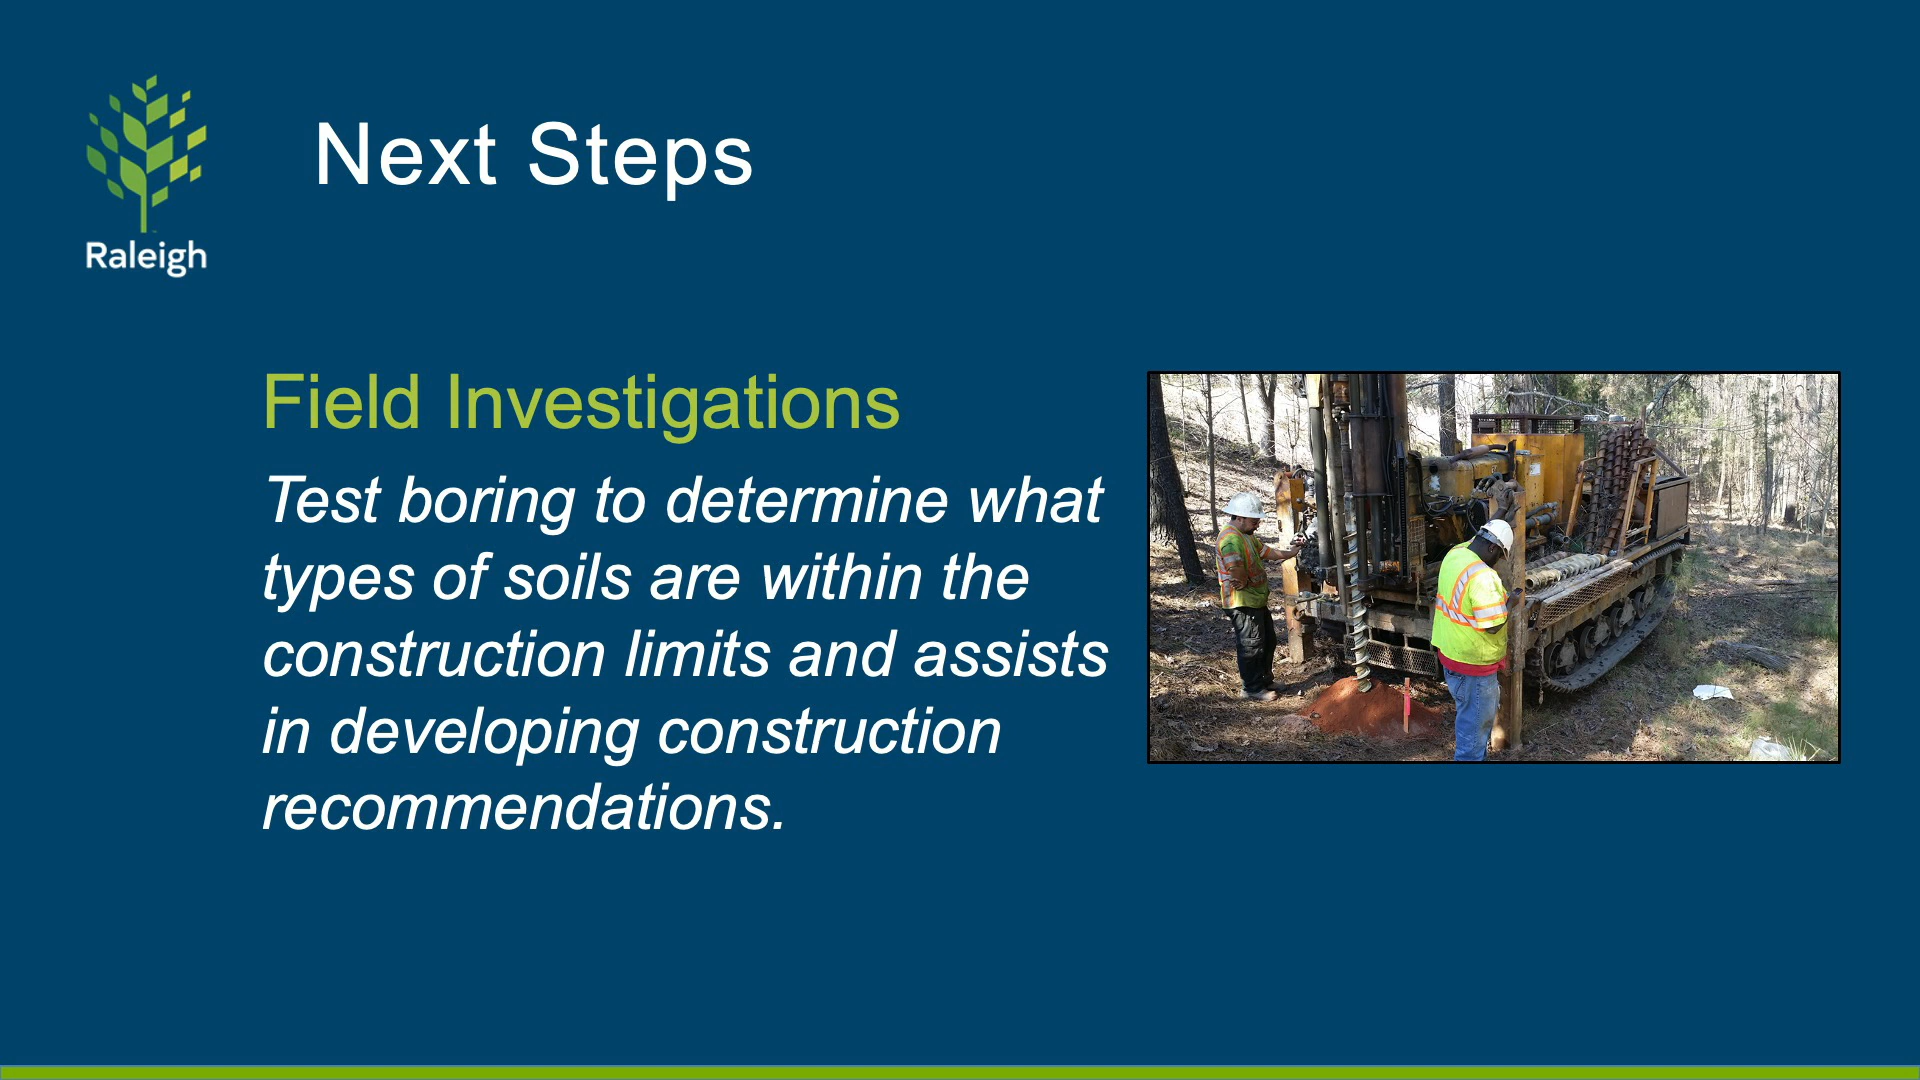 Raleigh
Next Steps
Field Investigations
Test boring to determine what
types of soils are within the
construction limits and assists
in developing construction
recommendations.